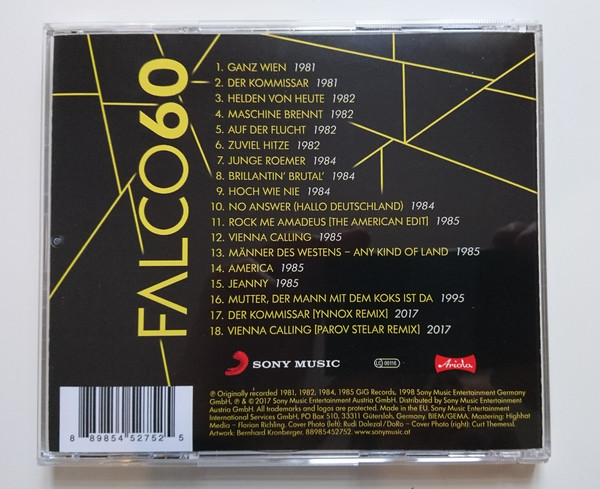 FALCO60
1. GANZ WIEN 1981
2. DER KOMMISSAR 1981
3. HELDEN VON HEUTE 1982
4. MASCHINE BRENNT 1982
5. AUF DER FLUCHT 1982
6. ZUVIEL HITZE 1982
7. JUNGE ROEMER 1984
8. BRILLANTIN' BRUTAL' 1984
9. HOCH WIE NIE 1984
10. NO ANSWER (HALLO DEUTSCHLAND) 1984
11. ROCK ME AMADEUS [THE AMERICAN EDIT] 1985
12. VIENNA CALLING 1985
13. MÄNNER DES WESTENS – ANY KIND OF LAND 1985
14. AMERICA 1985
15. JEANNY 1985
16. MUTTER, DER MANN MIT DEM KOKS IST DA 1995
17. DER KOMMISSAR [YNNOX REMIX] 2017
18. VIENNA CALLING [PAROV STELAR REMIX] 2017
SONY MUSIC
LC 00116
Ariola
℗ Originally recorded 1981, 1982, 1984, 1985 GIG Records, 1998 Sony Music Entertainment Germany
GmbH, ℗ & © 2017 Sony Music Entertainment Austria GmbH. Distributed by Sony Music Entertainment
Austria GmbH. All trademarks and logos are protected. Made in the EU. Sony Music Entertainment
International Services GmbH, PO Box 510, 33311 Gütersloh, Germany, BIEM/GEMA. Mastering: Highhat
Media – Florian Richling, Cover Photo (left): Rudi Dolezal/DoRo – Cover Photo (right): Curt Themessl.
Artwork: Bernhard Kronberger. 88985452752. www.sonymusic.at
8 89854 52752 5